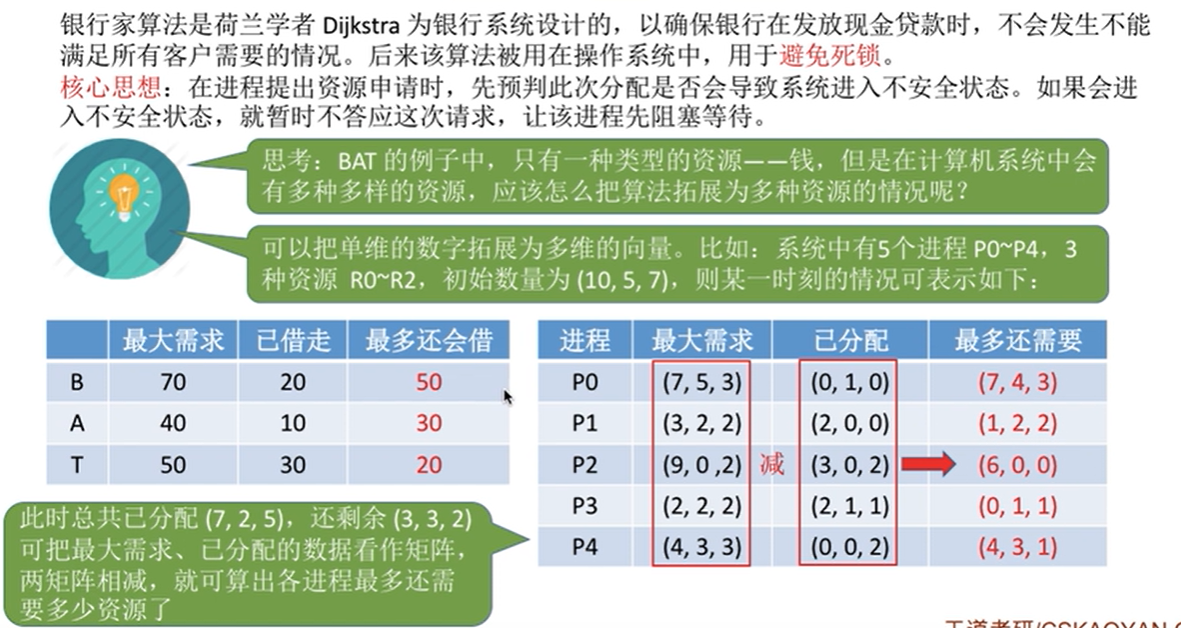 银行家算法是荷兰学者 Dijkstra 为银行系统设计的，以确保银行在发放现金贷款时，不会发生不能
满足所有客户需要的情况。后来该算法被用在操作系统中，用于避免死锁。
核心思想：在进程提出资源申请时，先预判此次分配是否会导致系统进入不安全状态。如果会进
入不安全状态，就暂时不答应这次请求，让该进程先阻塞等待。
思考：BAT 的例子中，只有一种类型的资源——钱，但是在计算机系统中会
有多种多样的资源，应该怎么把算法拓展为多种资源的情况呢？
可以把单维的数字拓展为多维的向量。比如：系统中有5个进程 P0~P4，3
种资源 R0~R2，初始数量为 (10, 5, 7)，则某一时刻的情况可表示如下：
最大需求 已借走 最多还会借
B 70 20 50
A 40 10 30
T 50 30 20
进程 最大需求 已分配 最多还需要
P0 (7, 5, 3) (0, 1, 0) (7, 4, 3)
P1 (3, 2, 2) (2, 0, 0) (1, 2, 2)
P2 (9, 0 ,2) 减 (3, 0, 2) (6, 0, 0)
P3 (2, 2, 2) (2, 1, 1) (0, 1, 1)
P4 (4, 3, 3) (0, 0, 2) (4, 3, 1)
此时总共已分配 (7, 2, 5)，还剩余 (3, 3, 2)
可把最大需求、已分配的数据看作矩阵，
两矩阵相减，就可算出各进程最多还需
要多少资源了